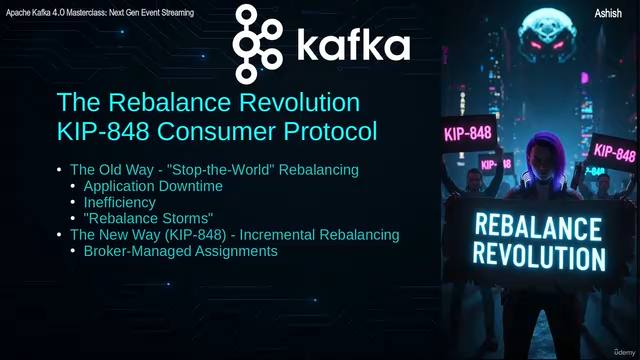 Apache Kafka 4.0 Masterclass: Next Gen Event Streaming
Ashish
kafka
The Rebalance Revolution
KIP-848 Consumer Protocol
The Old Way - "Stop-the-World" Rebalancing
Application Downtime
Inefficiency
"Rebalance Storms"
The New Way (KIP-848) - Incremental Rebalancing
Broker-Managed Assignments
KIP-848
KIP-848
KIP-848
REBALANCE
REVOLUTION
udemy